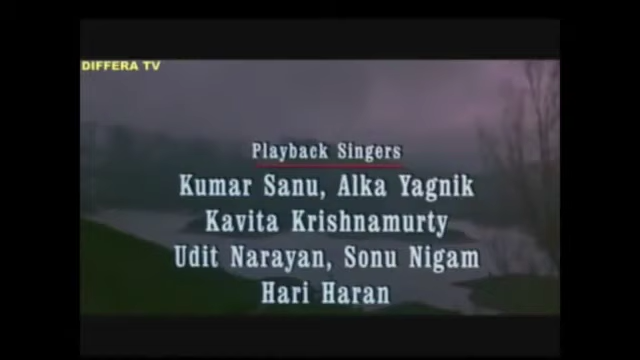 DIFFERA TV
Playback Singers
Kumar Sanu, Alka Yagnik
Kavita Krishnamurty
Udit Narayan, Sonu Nigam
Hari Haran